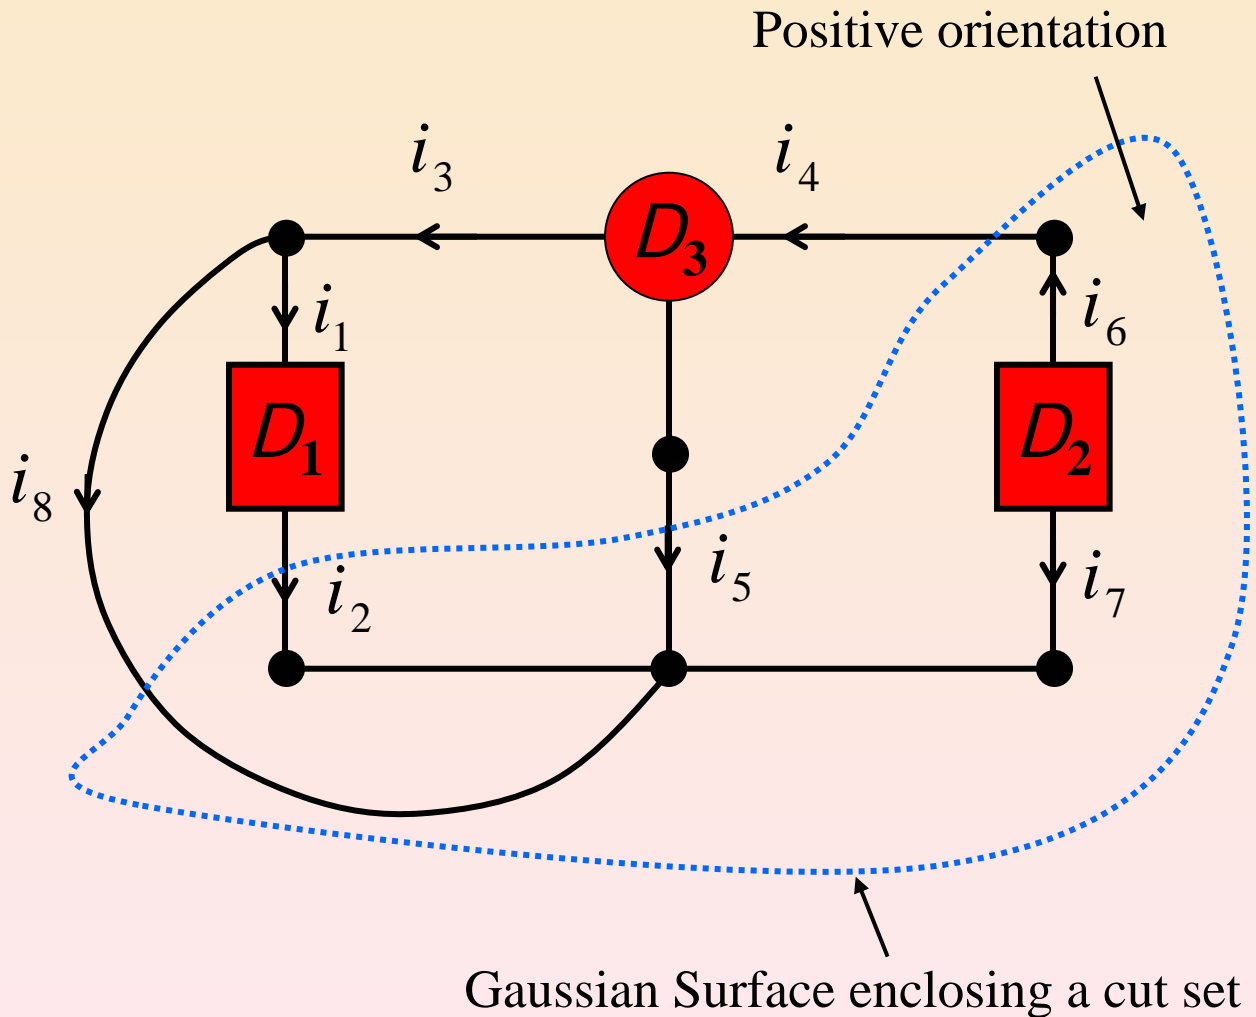 Positive orientation
i3
i4
D3
i1
i6
D1
D2
i8
i5
i2
i7
Gaussian Surface enclosing a cut set